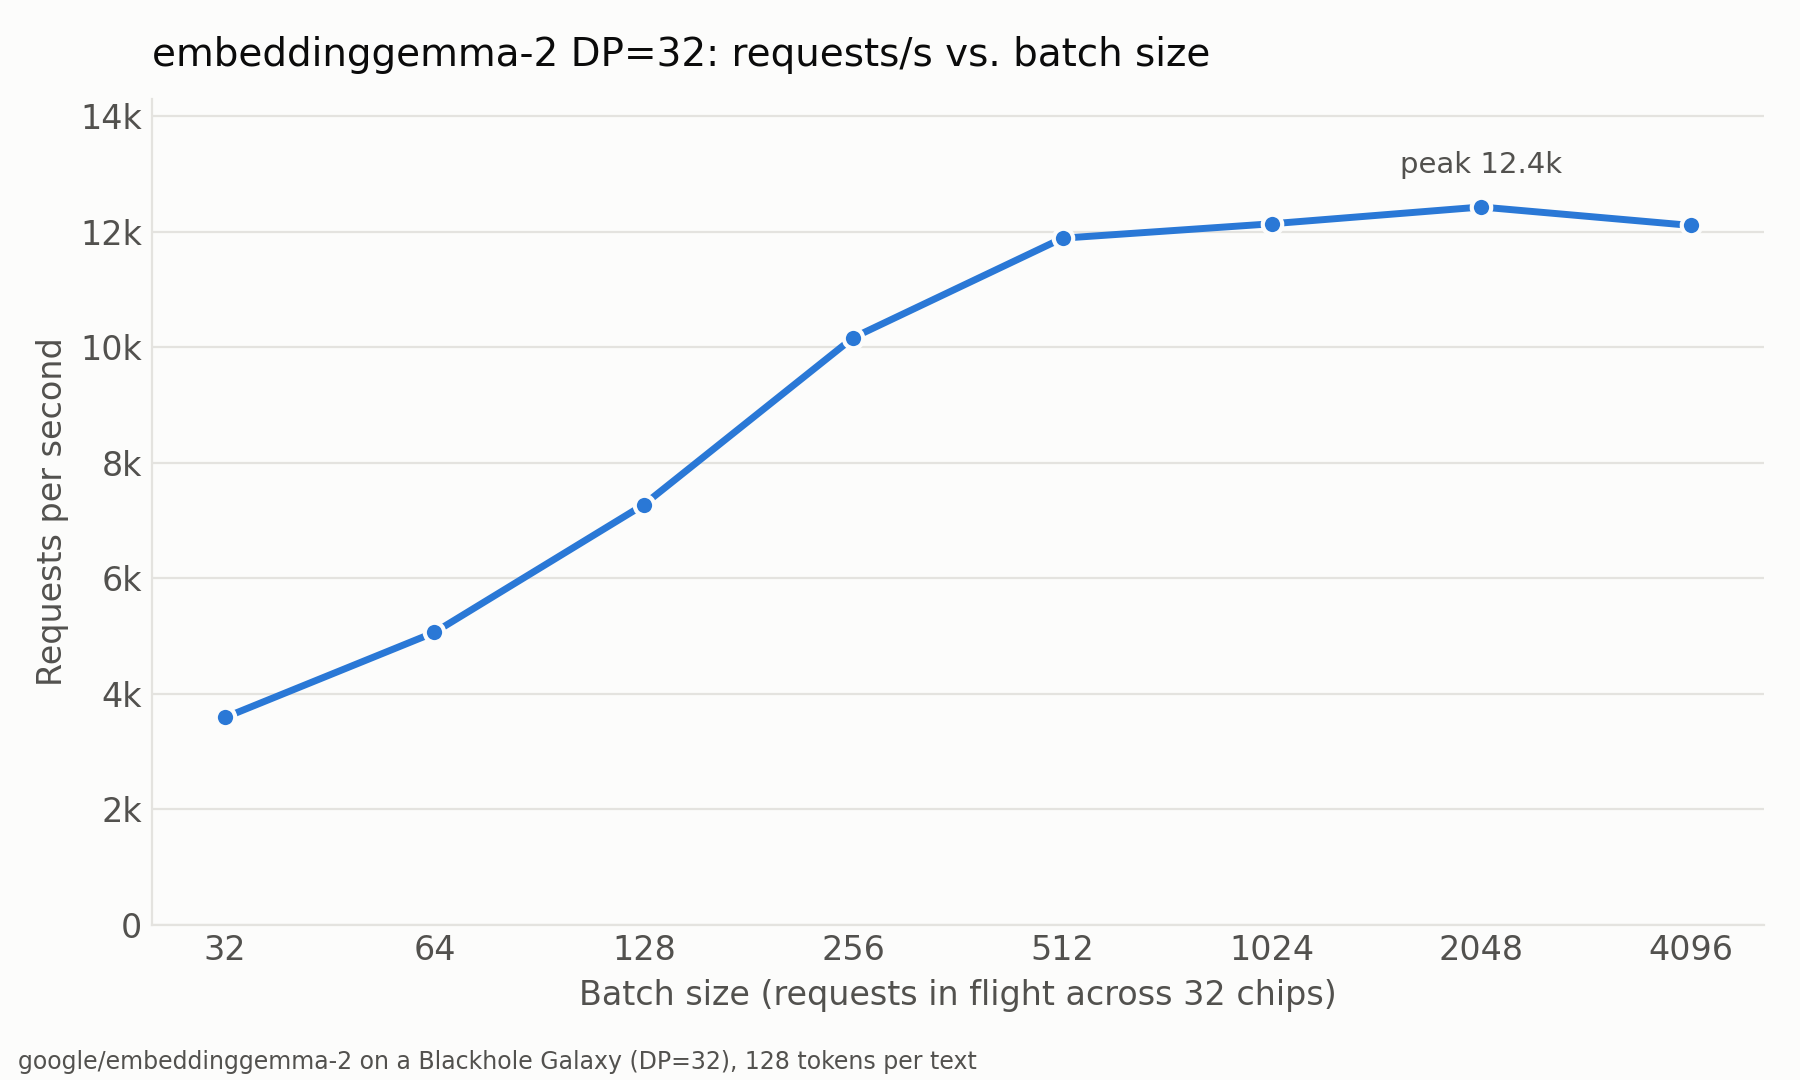 embeddinggemma-2 DP=32: requests/s vs. batch size
14k
peak 12.4k
12k
10k
8k
6k
4k
2k
0
Requests per second
32 64 128 256 512 1024 2048 4096
Batch size (requests in flight across 32 chips)
google/embeddinggemma-2 on a Blackhole Galaxy (DP=32), 128 tokens per text